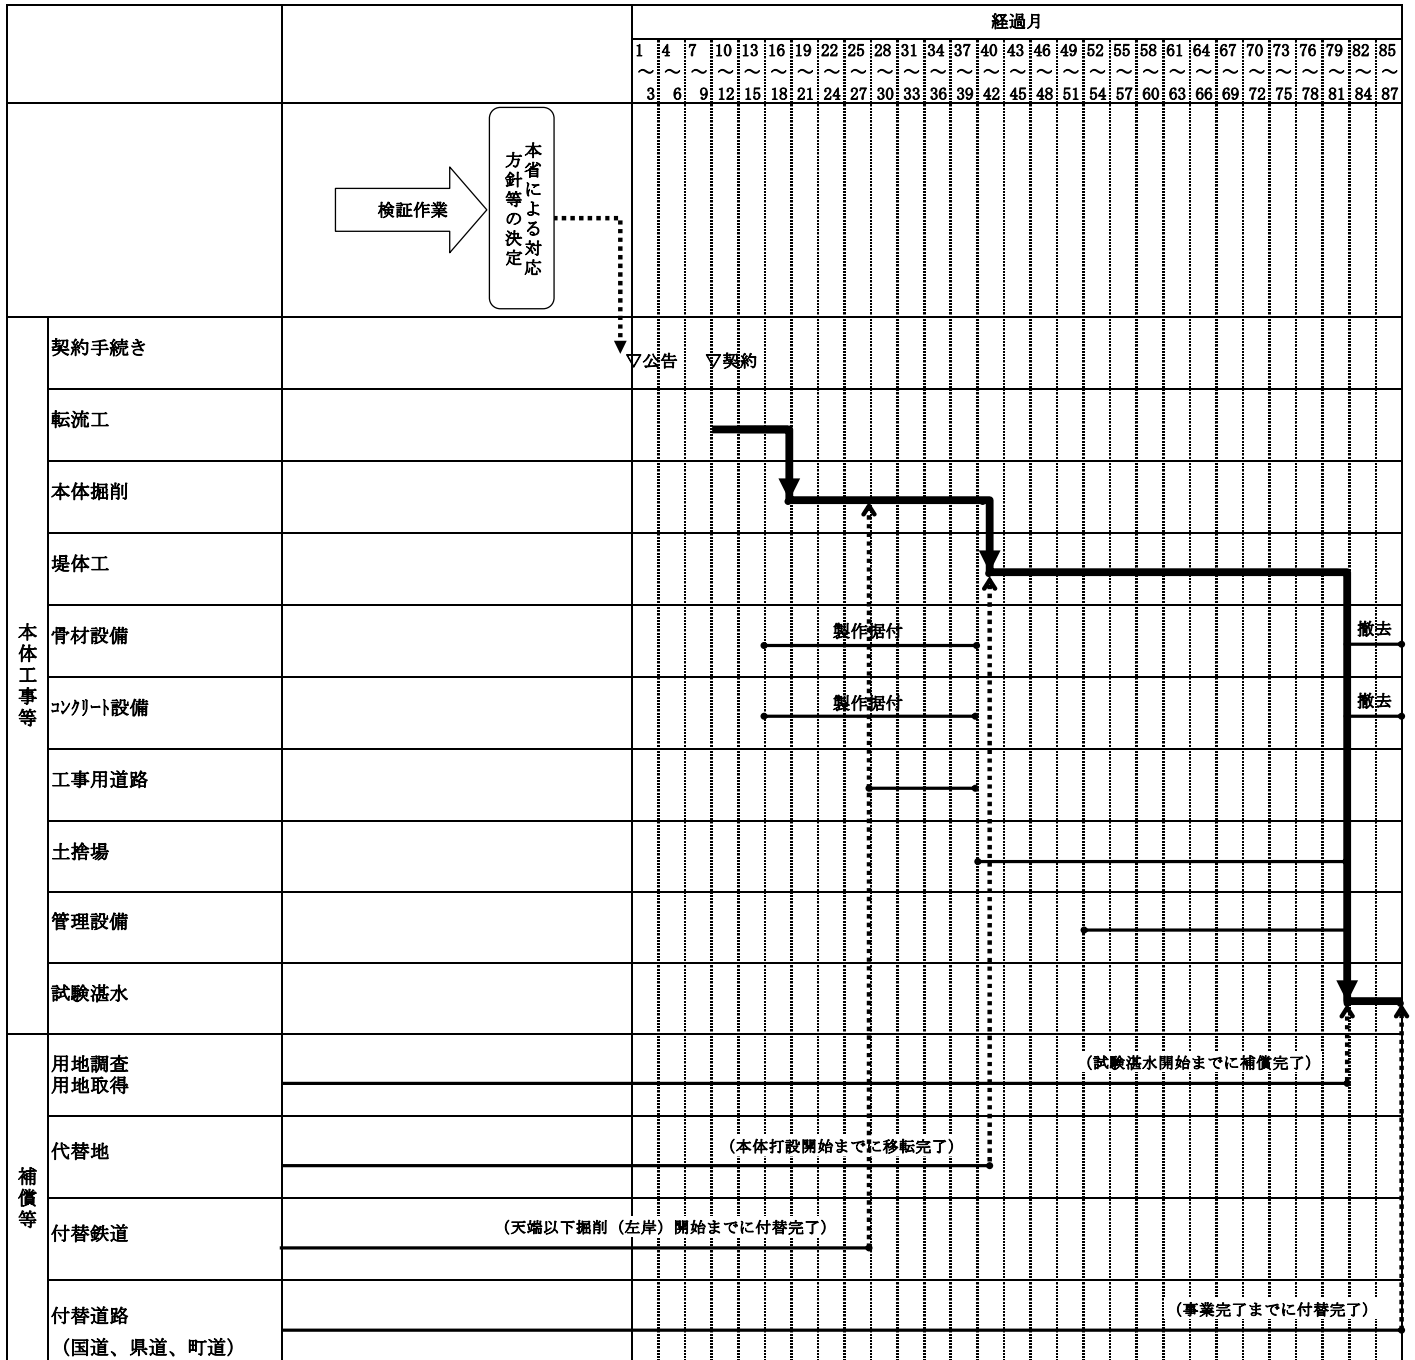 経過月
1 4 7 10 13 16 19 22 25 28 31 34 37 40 43 46 49 52 55 58 61 64 67 70 73 76 79 82 85
～ ～ ～ ～ ～ ～ ～ ～ ～ ～ ～ ～ ～ ～ ～ ～ ～ ～ ～ ～ ～ ～ ～ ～ ～ ～ ～ ～ ～
3 6 9 12 15 18 21 24 27 30 33 36 39 42 45 48 51 54 57 60 63 66 69 72 75 78 81 84 87
検証作業
本省による対応
方針等の決定
本体工事等
契約手続き
▽公告 ▽契約
転流工
本体掘削
堤体工
骨材設備
製作据付 撤去
ｺﾝｸﾘｰﾄ設備
製作据付 撤去
工事用道路
土捨場
管理設備
試験湛水
補償等
用地調査
用地取得
（試験湛水開始までに補償完了）
代替地
（本体打設開始までに移転完了）
付替鉄道
（天端以下掘削（左岸）開始までに付替完了）
付替道路
（国道、県道、町道）
（事業完了までに付替完了）